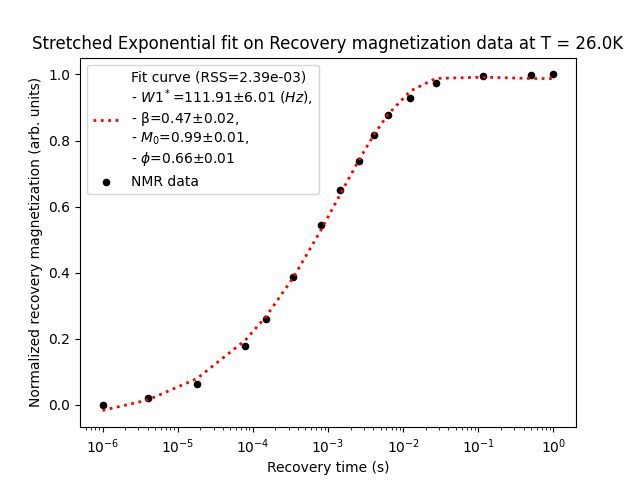 Stretched Exponential fit on Recovery magnetization data at T = 26.0K
Fit curve (RSS=2.39e-03)
- W1* =111.91±6.01 (Hz),
- β=0.47±0.02,
- M₀=0.99±0.01,
- ϕ=0.66±0.01
NMR data
Normalized recovery magnetization (arb. units)
1.0
0.8
0.6
0.4
0.2
0.0
10⁻⁶ 10⁻⁵ 10⁻⁴ 10⁻³ 10⁻² 10⁻¹ 10⁰
Recovery time (s)